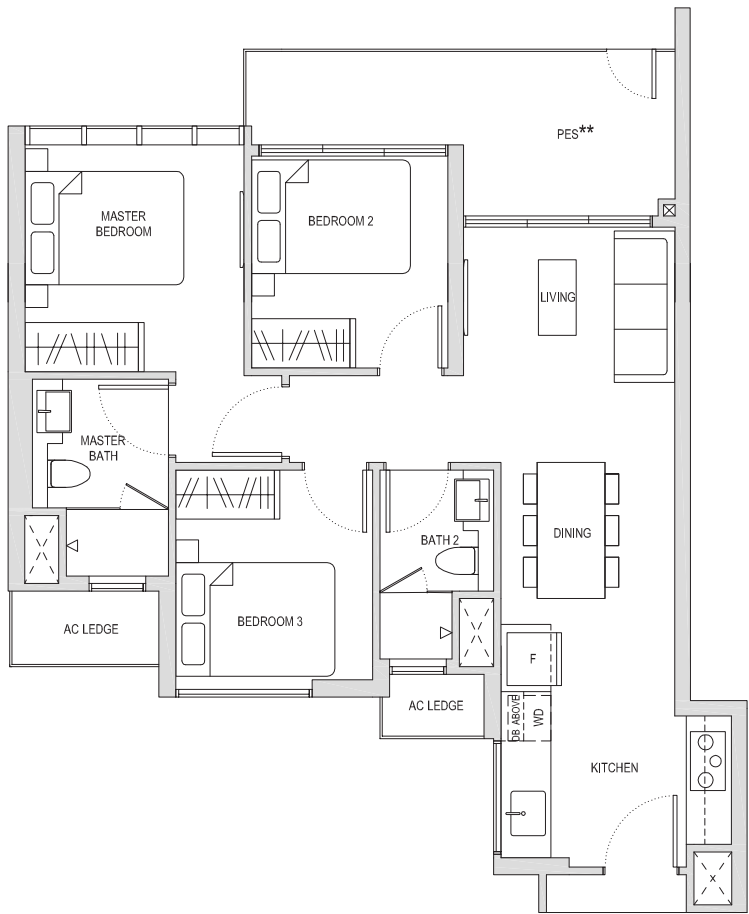 PES**
MASTER
BEDROOM
BEDROOM 2
LIVING
MASTER
BATH
DINING
BATH 2
BEDROOM 3
AC LEDGE
F
DB ABOVE
WD
AC LEDGE
KITCHEN
x